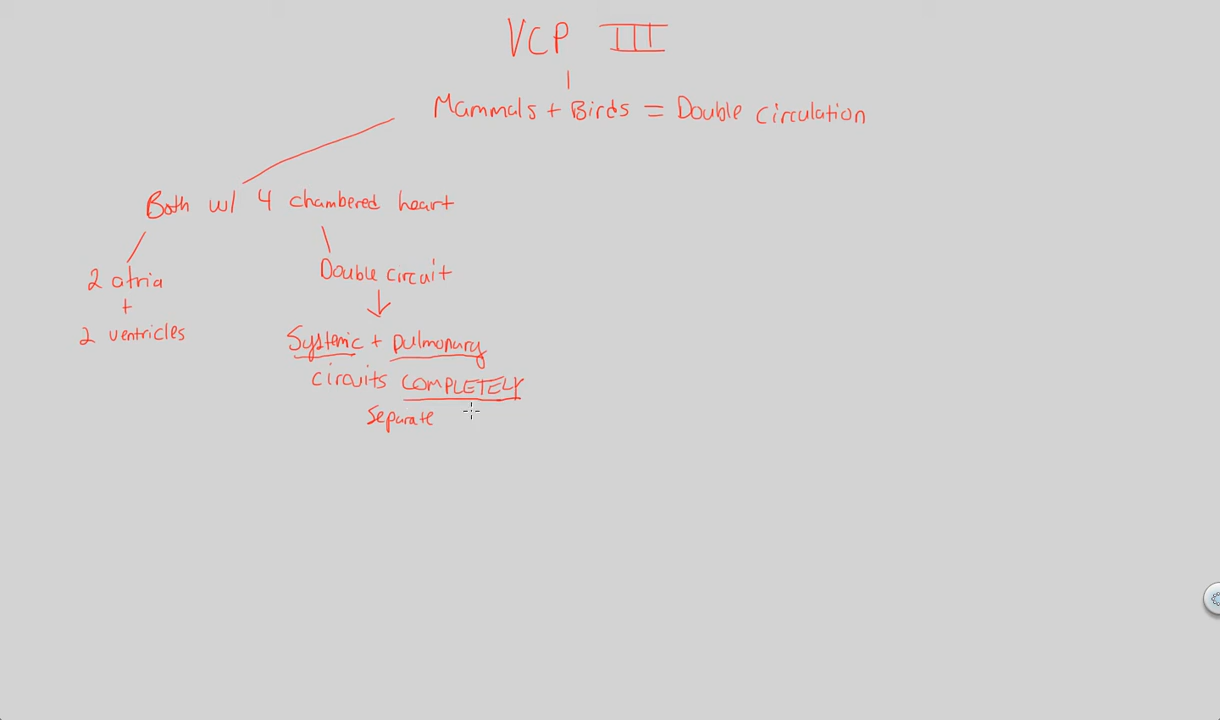 VCP III
Mammals + Birds = Double circulation
Both w/ 4 chambered heart
2 atria
+
2 ventricles
Double circuit
Systemic + pulmonary
circuits COMPLETELY
separate